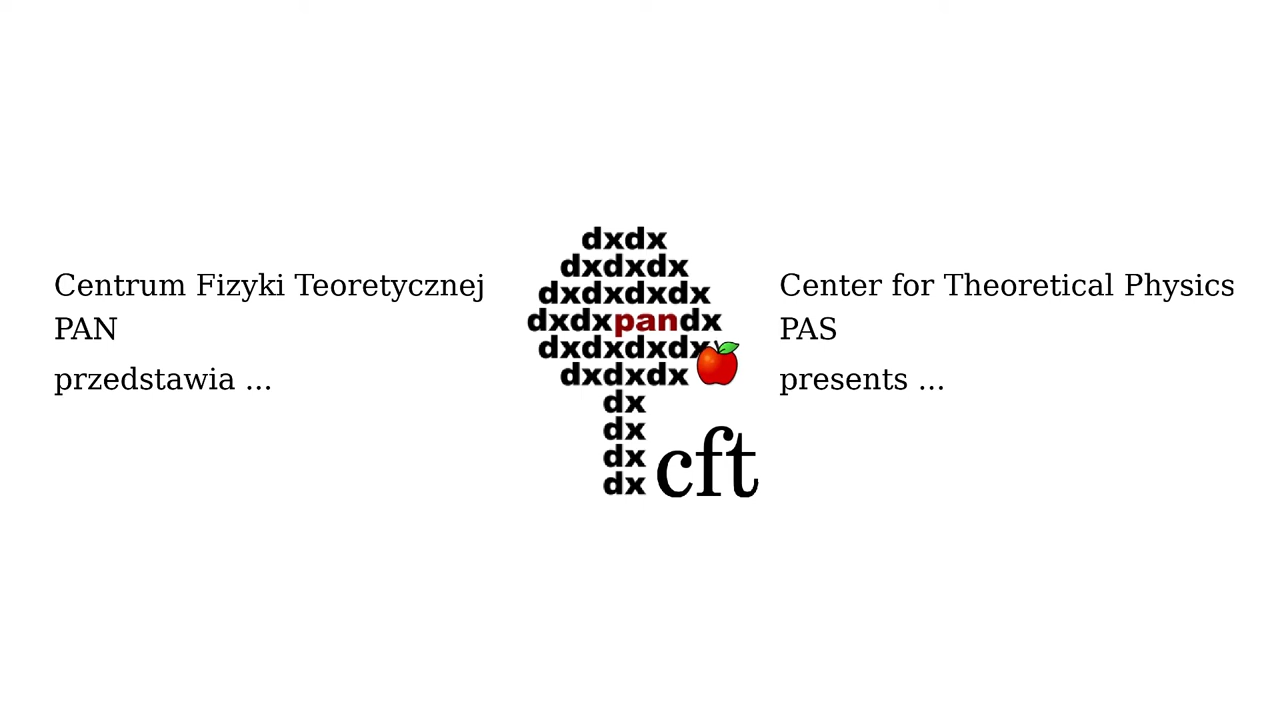 Centrum Fizyki Teoretycznej
PAN
przedstawia ...
dxdx
dxdxdx
dxdxdxdx
dxdxpandx
dxdxdxdx
dxdxdx
dx
dx
dx
dx
cft
Center for Theoretical Physics
PAS
presents ...